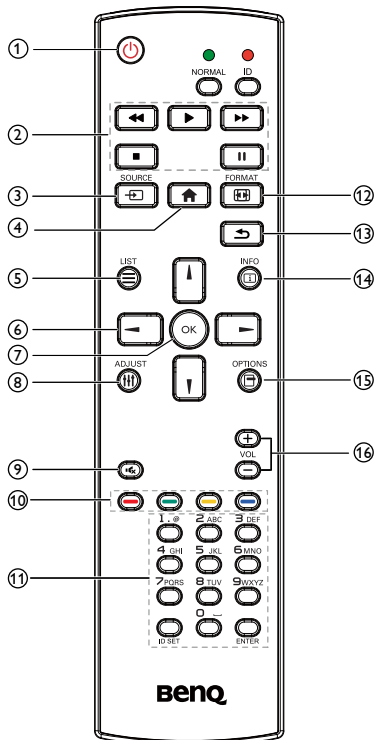 1
NORMAL ID
2
SOURCE FORMAT
3
12
4
13
LIST INFO
5
14
6
OK
7
ADJUST OPTIONS
8
15
+
VOL
16
−
9
10
1.@ 2 ABC 3 DEF
4 GHI 5 JKL 6 MNO
11
7 PQRS 8 TUV 9 WXYZ
0 ⎵
ID SET ENTER
BenQ